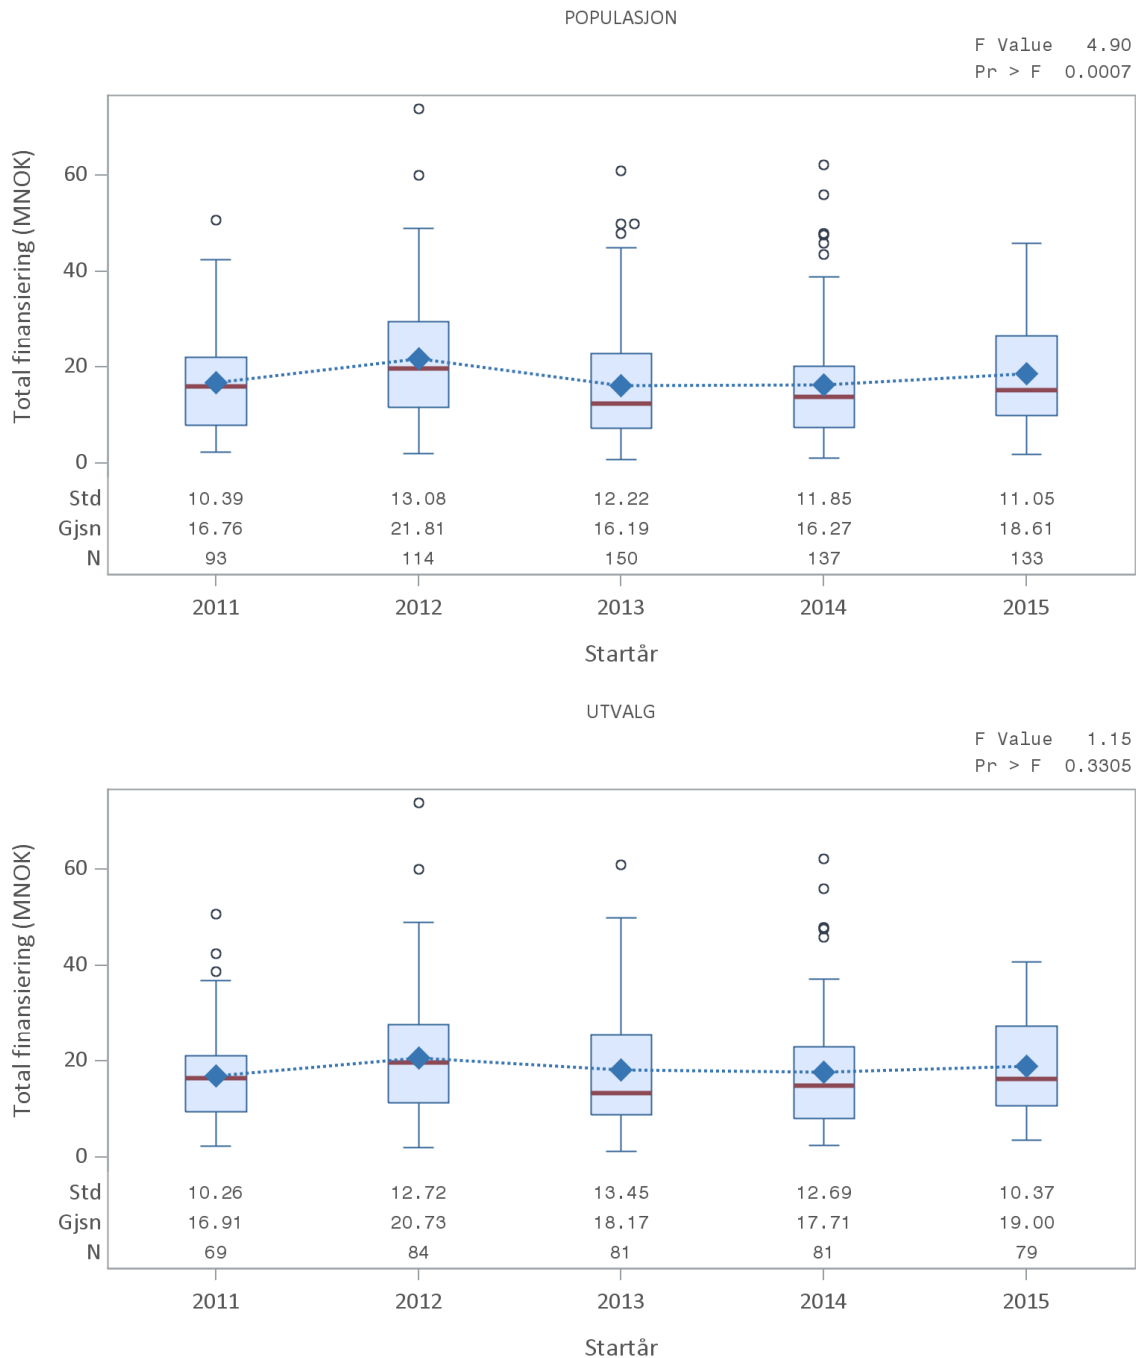 POPULASJON
F Value 4.90
Pr > F 0.0007
Total finansiering (MNOK)
60
40
20
0
Std 10.39 13.08 12.22 11.85 11.05
Gjsn 16.76 21.81 16.19 16.27 18.61
N 93 114 150 137 133
2011 2012 2013 2014 2015
Startår
UTVALG
F Value 1.15
Pr > F 0.3305
Total finansiering (MNOK)
60
40
20
0
Std 10.26 12.72 13.45 12.69 10.37
Gjsn 16.91 20.73 18.17 17.71 19.00
N 69 84 81 81 79
2011 2012 2013 2014 2015
Startår